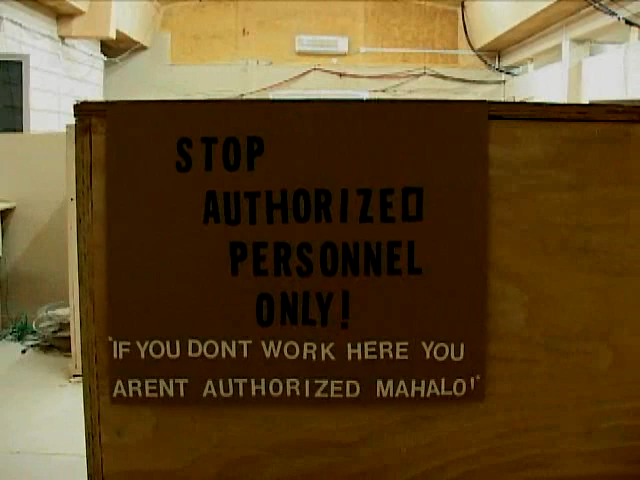 STOP
AUTHORIZED
PERSONNEL
ONLY!
"IF YOU DONT WORK HERE YOU
ARENT AUTHORIZED MAHALO!"